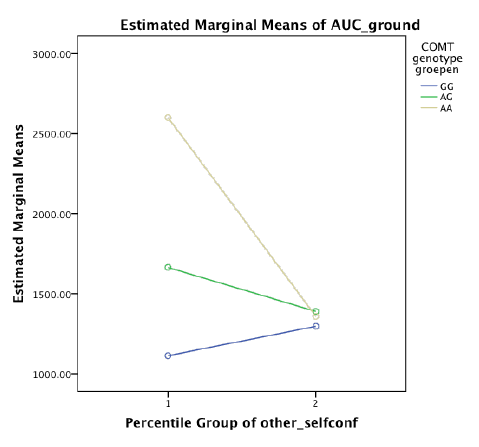 Estimated Marginal Means of AUC_ground
COMT
genotype
groepen
GG
AG
AA
Estimated Marginal Means
3000.00
2500.00
2000.00
1500.00
1000.00
1
2
Percentile Group of other_selfconf